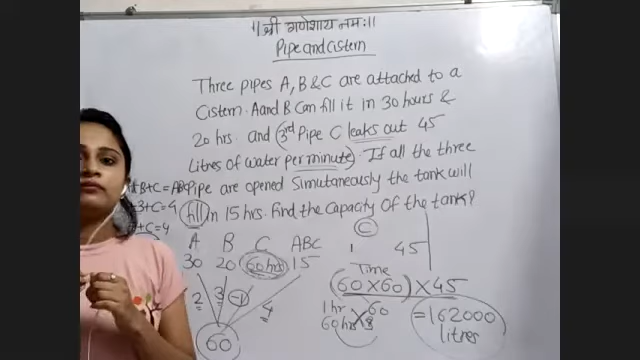 ॥श्री गणेशाय नमः॥
Pipe and Cistern
Three pipes A, B & C are attached to a
Cistern. A and B Can fill it in 30 hours &
20 hrs. and (3rd Pipe C leaks out 45
Litres of water per minute). If all the three
Pipe are opened Simultaneously the tank will
fill in 15 hrs. Find the Capacity of the tank?
+B+C=ABC
+3+C=4
+C=4
A B C ABC
30 20 60 hrs 15
2 3 -1 4
60
C
1 45
Time
(60×60)×45
1 hr 60
60 hrs
=162000
litres